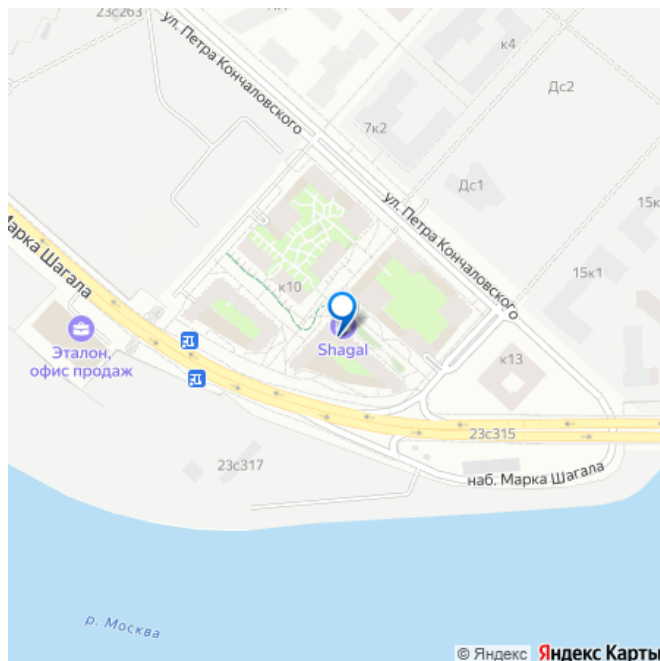 23с263
ул. Петра Кончаловского
к4
Дс2
7к2
Дс1
15к
ул. Петра Кончаловского
15к1
Марка Шагала
к10
Shagal
Эталон,
офис продаж
к13
23с315
23с317
наб. Марка Шагала
р. Москва
© Яндекс Яндекс Карты